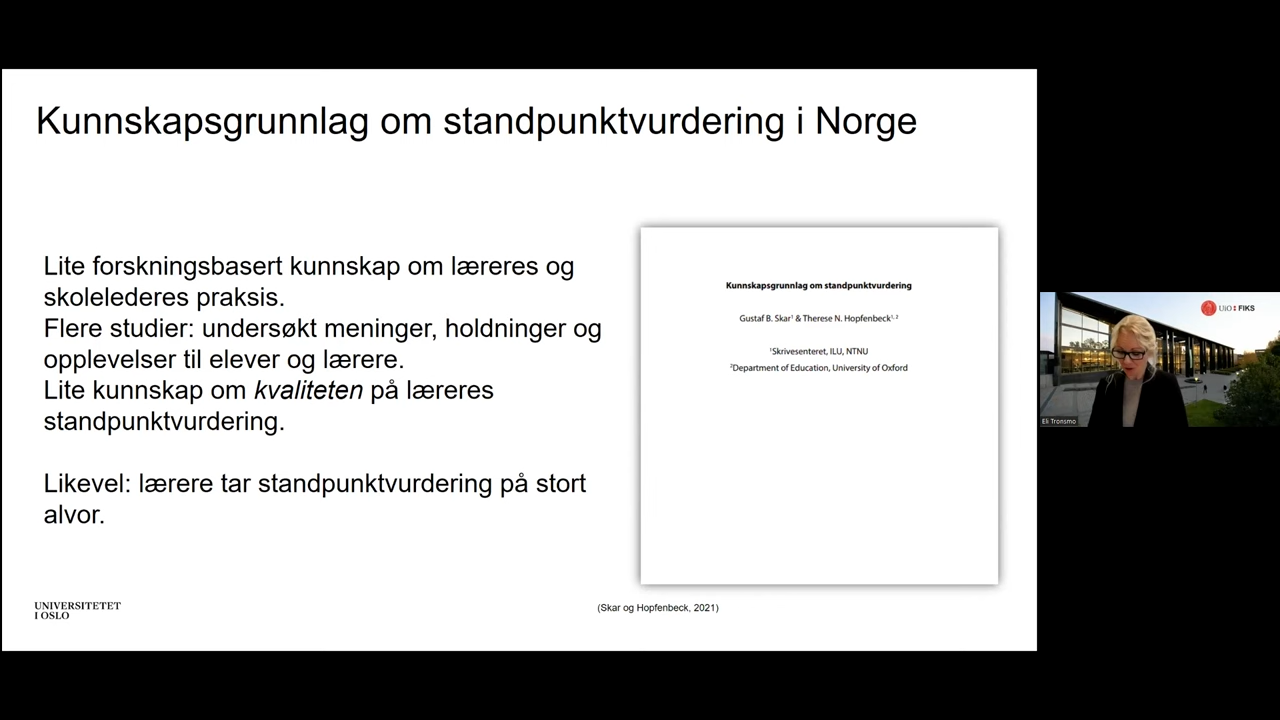 Kunnskapsgrunnlag om standpunktvurdering i Norge
Lite forskningsbasert kunnskap om læreres og
skolelederes praksis.
Flere studier: undersøkt meninger, holdninger og
opplevelser til elever og lærere.
Lite kunnskap om kvaliteten på læreres
standpunktvurdering.
Likevel: lærere tar standpunktvurdering på stort
alvor.
Kunnskapsgrunnlag om standpunktvurdering
Gustaf B. Skar¹ & Therese N. Hopfenbeck¹, ²
¹Skrivesenteret, ILU, NTNU
²Department of Education, University of Oxford
(Skar og Hopfenbeck, 2021)
UNIVERSITETET
I OSLO
UiO: FIKS
Eli Tronsmo